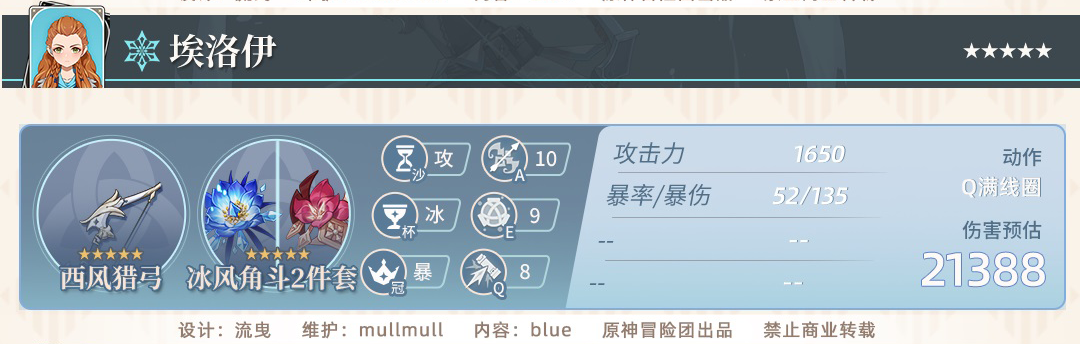 埃洛伊
★★★★★
沙 攻
A 10
杯 冰
E 9
冠 暴
Q 8
★★★★★
西风猎弓
★★★★★
冰风角斗2件套
攻击力 1650
暴率/暴伤 52/135
-- --
-- --
动作
Q满线圈
伤害预估
21388
设计：流曳 维护：mullmull 内容：blue 原神冒险团出品 禁止商业转载